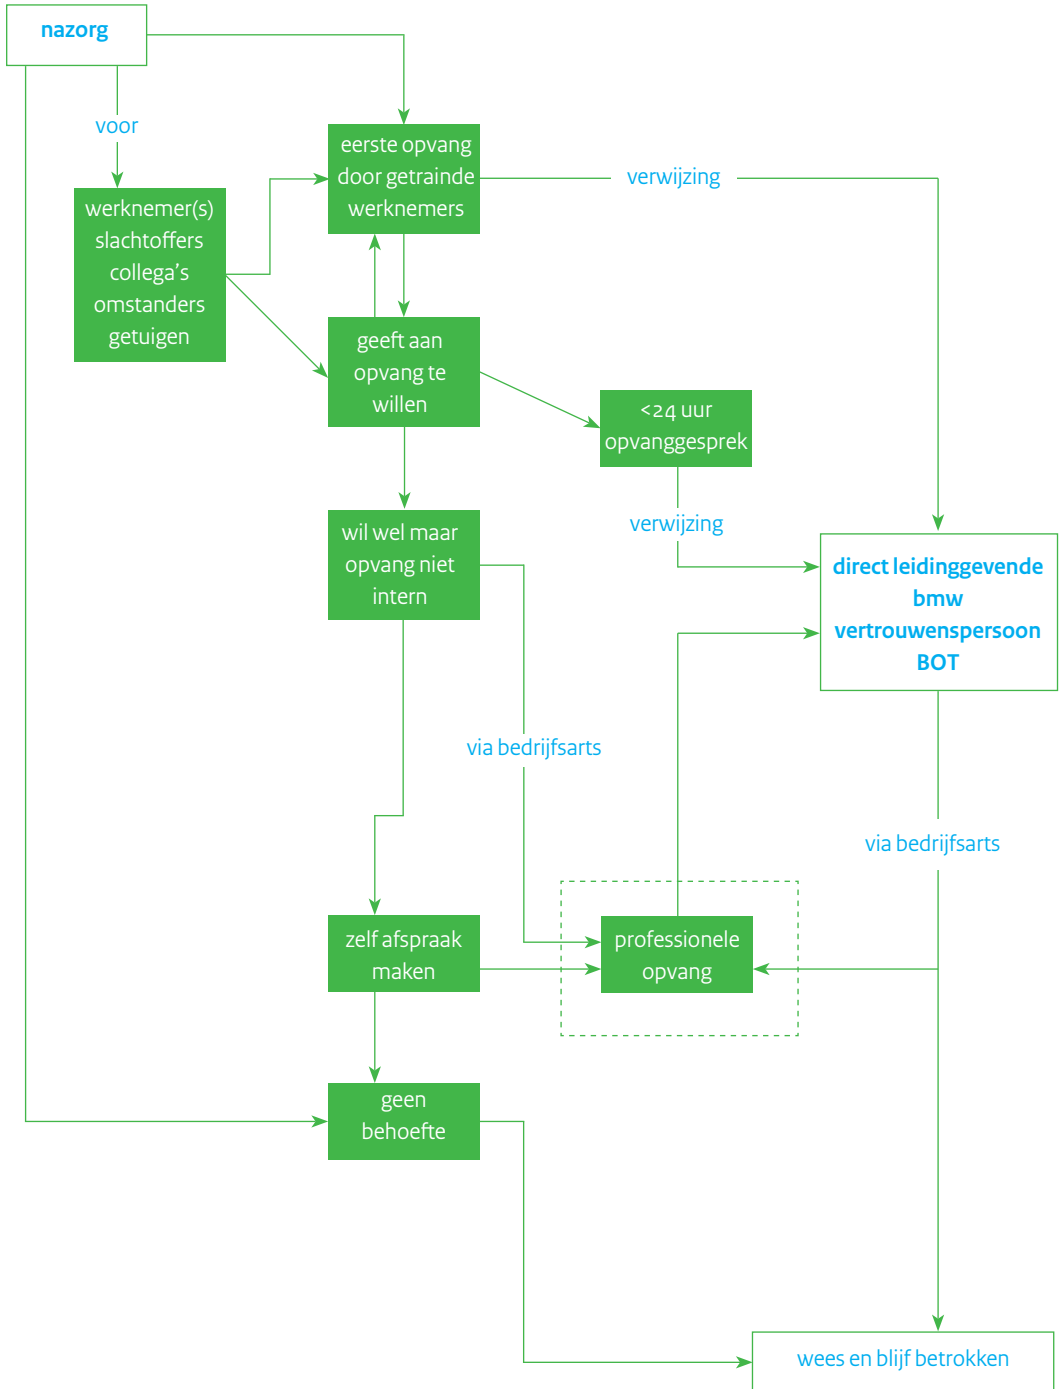 nazorg
voor
eerste opvang
door getrainde
werknemers
verwijzing
werknemer(s)
slachtoffers
collega's
omstanders
getuigen
geeft aan
opvang te
willen
<24 uur
opvanggesprek
verwijzing
wil wel maar
opvang niet
intern
direct leidinggevende
bmw
vertrouwenspersoon
BOT
via bedrijfsarts
via bedrijfsarts
zelf afspraak
maken
professionele
opvang
geen
behoefte
wees en blijf betrokken